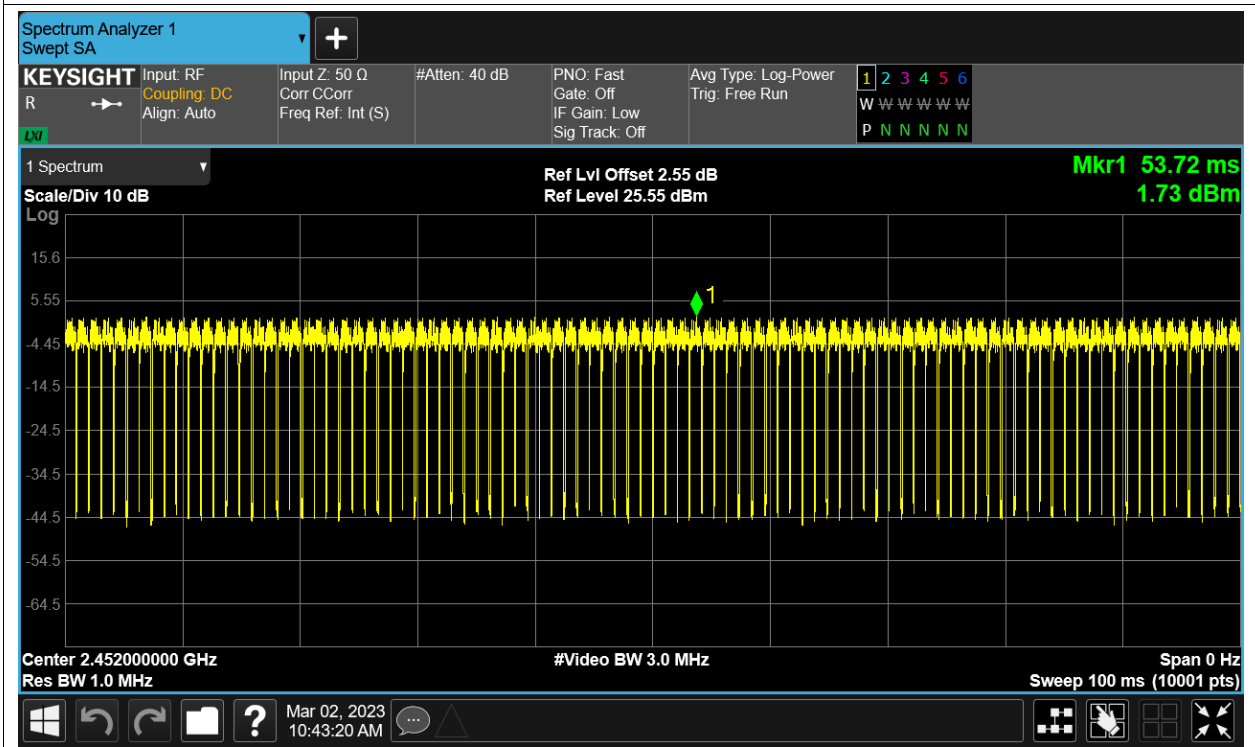 Spectrum Analyzer 1
Swept SA
KEYSIGHT
R
LXI
Input: RF
Coupling: DC
Align: Auto
Input Z: 50 Ω
Corr CCorr
Freq Ref: Int (S)
#Atten: 40 dB
PNO: Fast
Gate: Off
IF Gain: Low
Sig Track: Off
Avg Type: Log-Power
Trig: Free Run
1 2 3 4 5 6
W W W W W W
P N N N N N
1 Spectrum
Scale/Div 10 dB
Ref Lvl Offset 2.55 dB
Ref Level 25.55 dBm
Mkr1 53.72 ms
1.73 dBm
Log
15.6
5.55
-4.45
-14.5
-24.5
-34.5
-44.5
-54.5
-64.5
1
Center 2.452000000 GHz
Res BW 1.0 MHz
#Video BW 3.0 MHz
Span 0 Hz
Sweep 100 ms (10001 pts)
?
Mar 02, 2023
10:43:20 AM